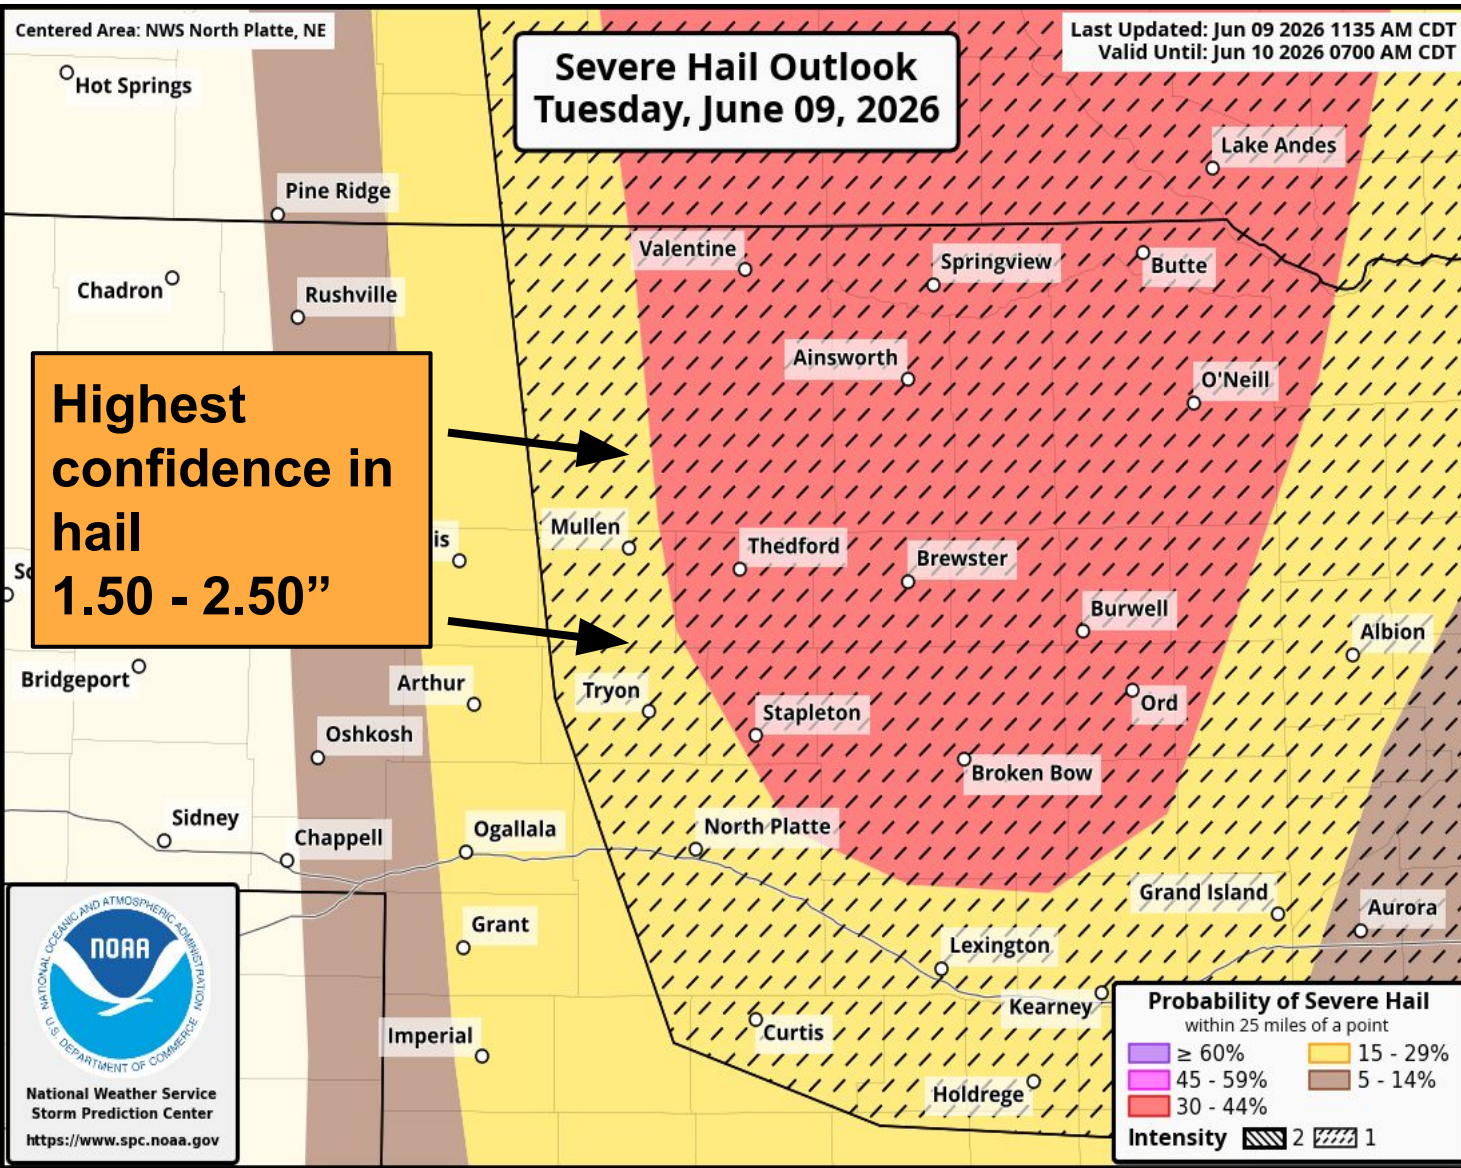 Centered Area: NWS North Platte, NE
Last Updated: Jun 09 2026 1135 AM CDT
Valid Until: Jun 10 2026 0700 AM CDT
Severe Hail Outlook
Tuesday, June 09, 2026
Hot Springs
Lake Andes
Pine Ridge
Valentine
Springview
Butte
Chadron
Rushville
Ainsworth
O'Neill
Highest
confidence in
hail
1.50 - 2.50”
Mullen
is
Thedford
Brewster
Sc
Burwell
Albion
Bridgeport
Arthur
Tryon
Stapleton
Ord
Oshkosh
Broken Bow
Sidney
Chappell
Ogallala
North Platte
Grand Island
Aurora
Grant
Lexington
Kearney
Imperial
Curtis
Holdrege
NATIONAL OCEANIC AND ATMOSPHERIC ADMINISTRATION
NOAA
U.S. DEPARTMENT OF COMMERCE
National Weather Service
Storm Prediction Center
https://www.spc.noaa.gov
Probability of Severe Hail
within 25 miles of a point
≥ 60% 15 - 29%
45 - 59% 5 - 14%
30 - 44%
Intensity 2 1